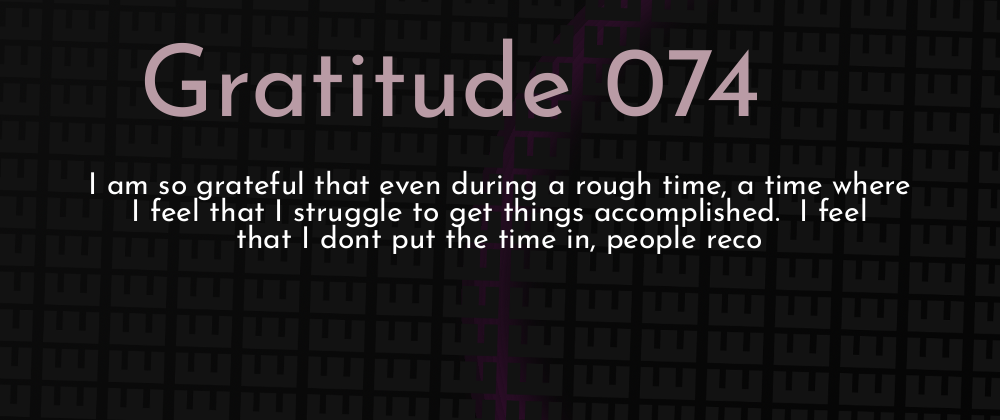 Gratitude 074
I am so grateful that even during a rough time, a time where
I feel that I struggle to get things accomplished.  I feel
that I dont put the time in, people reco